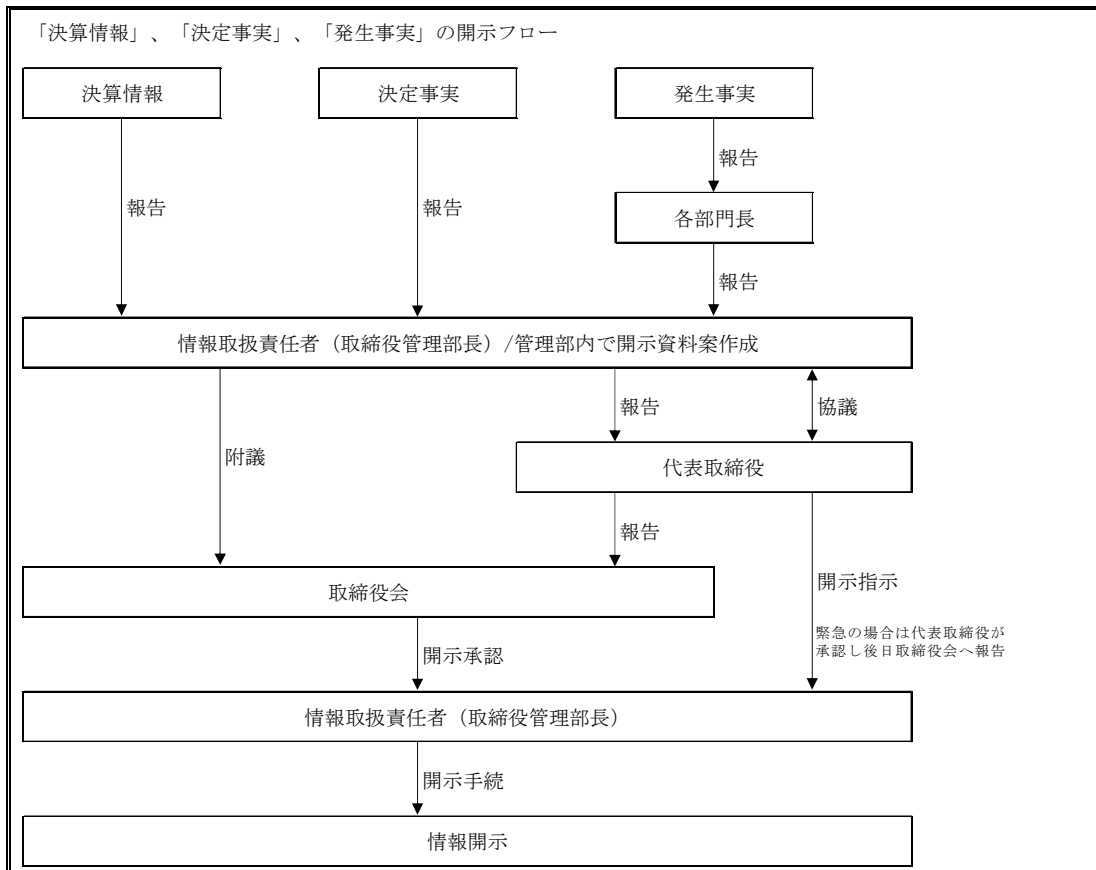 「決算情報」、「決定事実」、「発生事実」の開示フロー
決算情報
決定事実
発生事実
報告
各部門長
報告
報告
報告
情報取扱責任者（取締役管理部長）/管理部内で開示資料案作成
報告
協議
附議
代表取締役
報告
取締役会
開示指示
緊急の場合は代表取締役が
承認し後日取締役会へ報告
開示承認
情報取扱責任者（取締役管理部長）
開示手続
情報開示